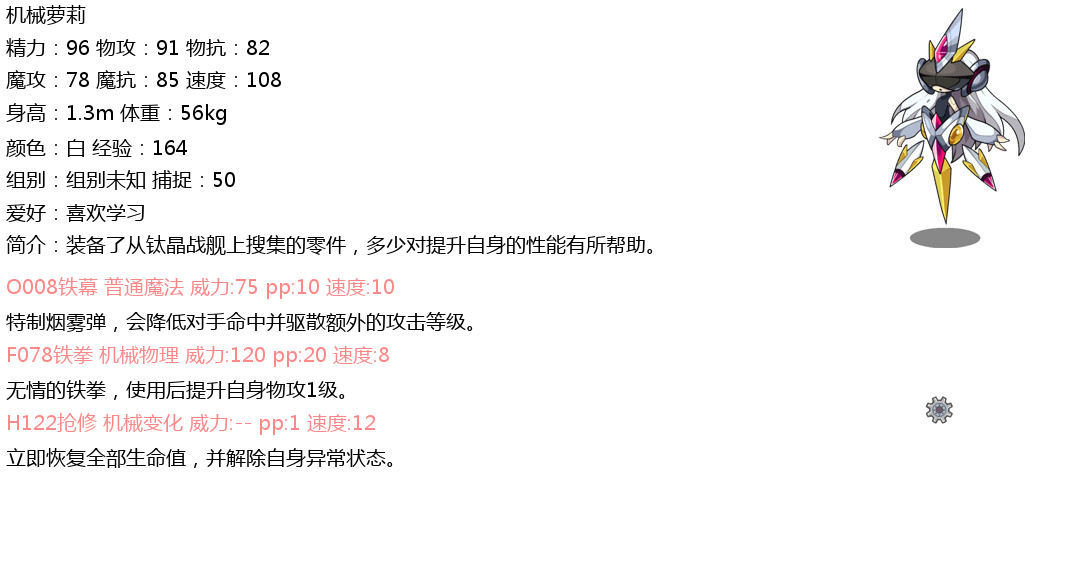 机械萝莉
精力：96 物攻：91 物抗：82
魔攻：78 魔抗：85 速度：108
身高：1.3m 体重：56kg
颜色：白 经验：164
组别：组别未知 捕捉：50
爱好：喜欢学习
简介：装备了从钛晶战舰上搜集的零件，多少对提升自身的性能有所帮助。
O008铁幕 普通魔法 威力:75 pp:10 速度:10
特制烟雾弹，会降低对手命中并驱散额外的攻击等级。
F078铁拳 机械物理 威力:120 pp:20 速度:8
无情的铁拳，使用后提升自身物攻1级。
H122抢修 机械变化 威力:-- pp:1 速度:12
立即恢复全部生命值，并解除自身异常状态。